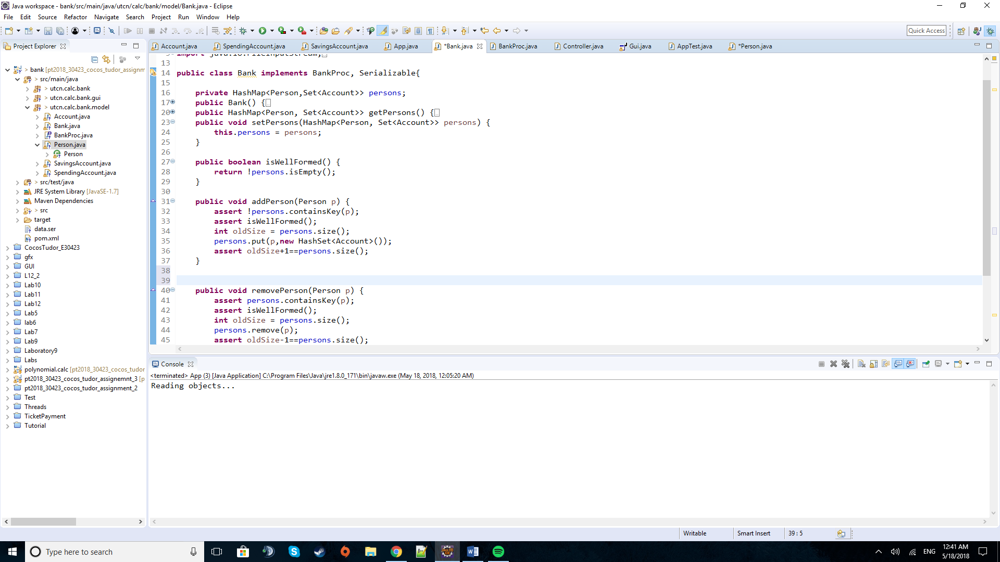 Java workspace - bank/src/main/java/utcn/calc/bank/model/Bank.java - Eclipse
File Edit Source Refactor Navigate Search Project Run Window Help
Quick Access
Project Explorer
Account.java SpendingAccount.java SavingsAccount.java App.java *Bank.java BankProc.java Controller.java Gui.java AppTest.java *Person.java
> bank [pt2018_30423_cocos_tudor_assignm
> src/main/java
> utcn.calc.bank
> utcn.calc.bank.gui
> utcn.calc.bank.model
Account.java
Bank.java
BankProc.java
Person.java
Person
SavingsAccount.java
SpendingAccount.java
> src/test/java
JRE System Library [JavaSE-1.7]
Maven Dependencies
> src
target
data.ser
pom.xml
CocosTudor_E30423
gfx
GUI
L12_2
Lab10
Lab11
Lab12
Lab5
lab6
Lab7
Lab9
Laboratory9
Labs
polynomial.calc [pt2018_30423_cocos_tudor
pt2018_30423_cocos_tudor_assignemnt_3 [p
pt2018_30423_cocos_tudor_assignment_2
Test
Threads
TicketPayment
Tutorial
import java.io.FileInputStream;
13
14 public class Bank implements BankProc, Serializable{
15
16 private HashMap<Person,Set<Account>> persons;
17 public Bank() {
20 public HashMap<Person, Set<Account>> getPersons() {
23 public void setPersons(HashMap<Person, Set<Account>> persons) {
24 this.persons = persons;
25 }
26
27 public boolean isWellFormed() {
28 return !persons.isEmpty();
29 }
30
31 public void addPerson(Person p) {
32 assert !persons.containsKey(p);
33 assert isWellFormed();
34 int oldSize = persons.size();
35 persons.put(p,new HashSet<Account>());
36 assert oldSize+1==persons.size();
37 }
38
39
40 public void removePerson(Person p) {
41 assert persons.containsKey(p);
42 assert isWellFormed();
43 int oldSize = persons.size();
44 persons.remove(p);
45 assert oldSize-1==persons.size();
Console
<terminated> App (3) [Java Application] C:\Program Files\Java\jre1.8.0_171\bin\javaw.exe (May 18, 2018, 12:05:20 AM)
Reading objects...
Writable Smart Insert 39 : 5
Type here to search
ENG
12:41 AM
5/18/2018